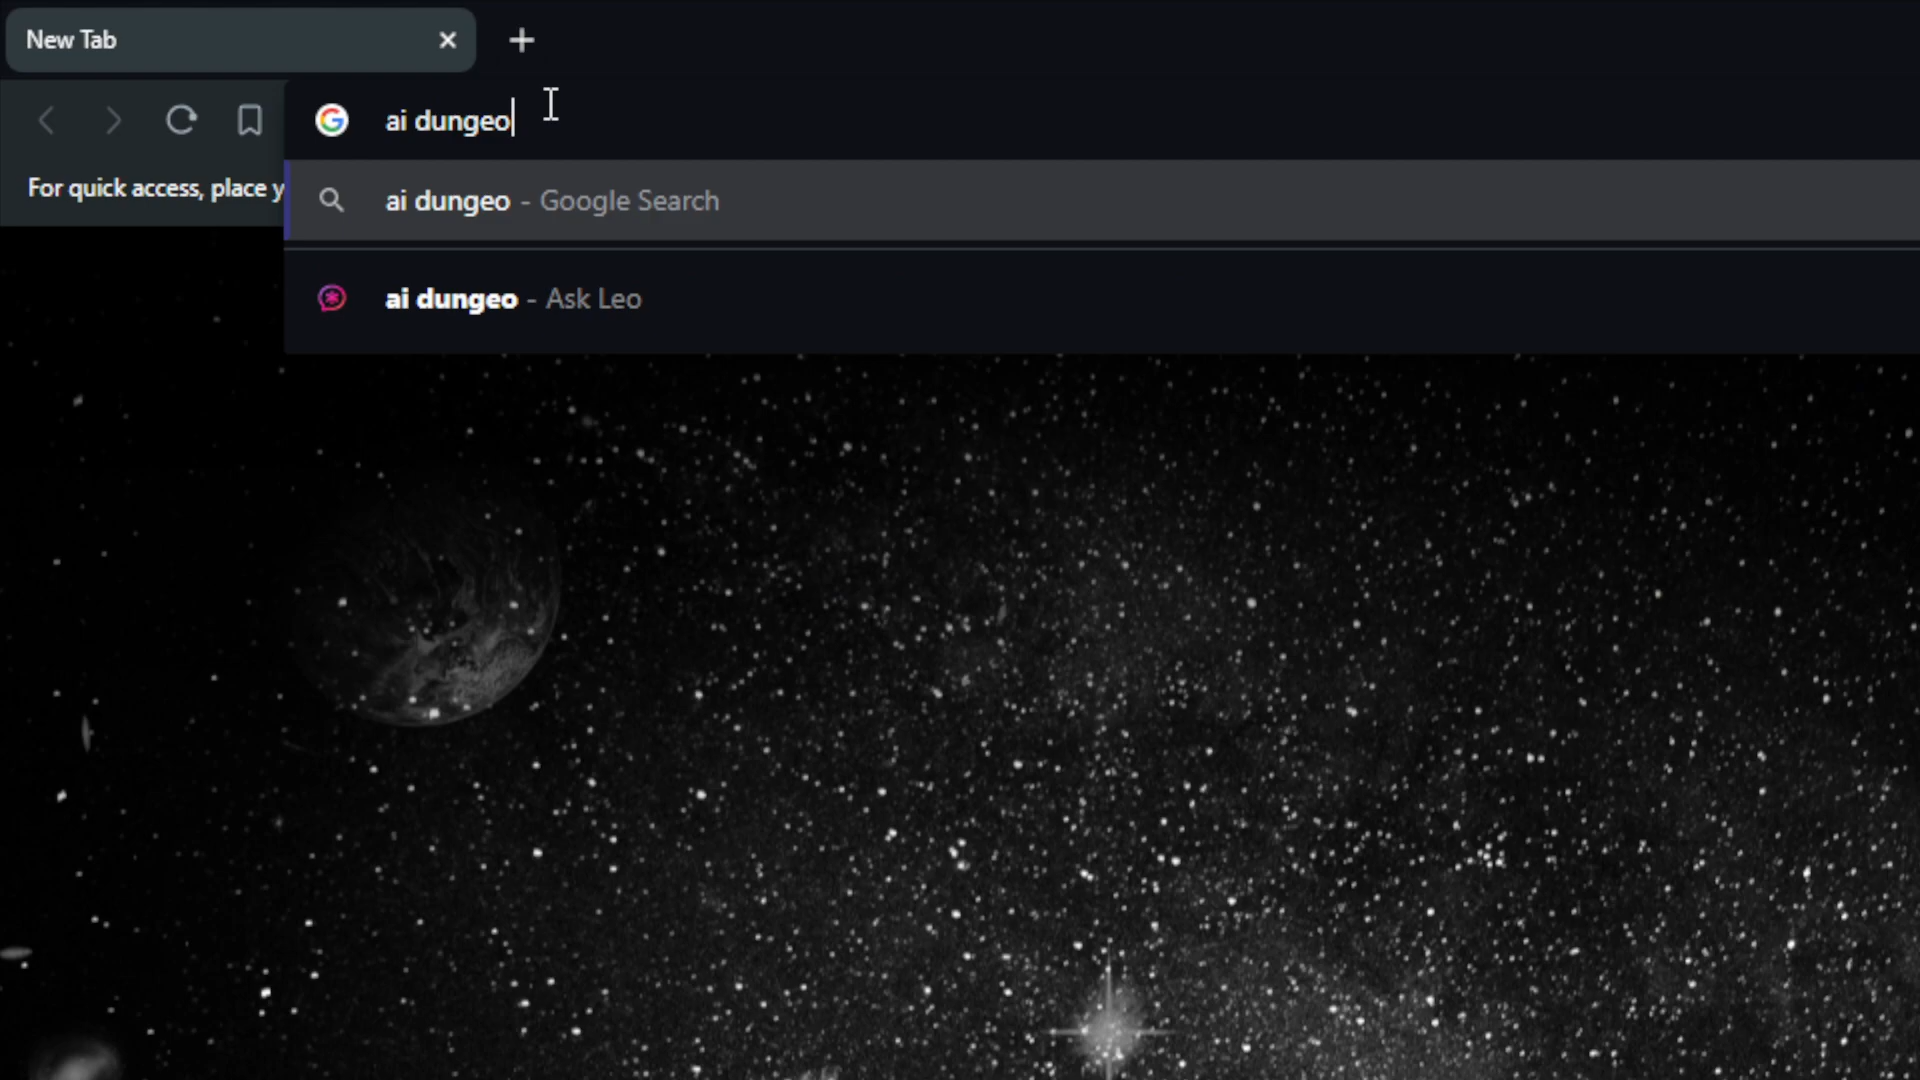 New Tab
ai dungeo
For quick access, place y
ai dungeo - Google Search
ai dungeo - Ask Leo